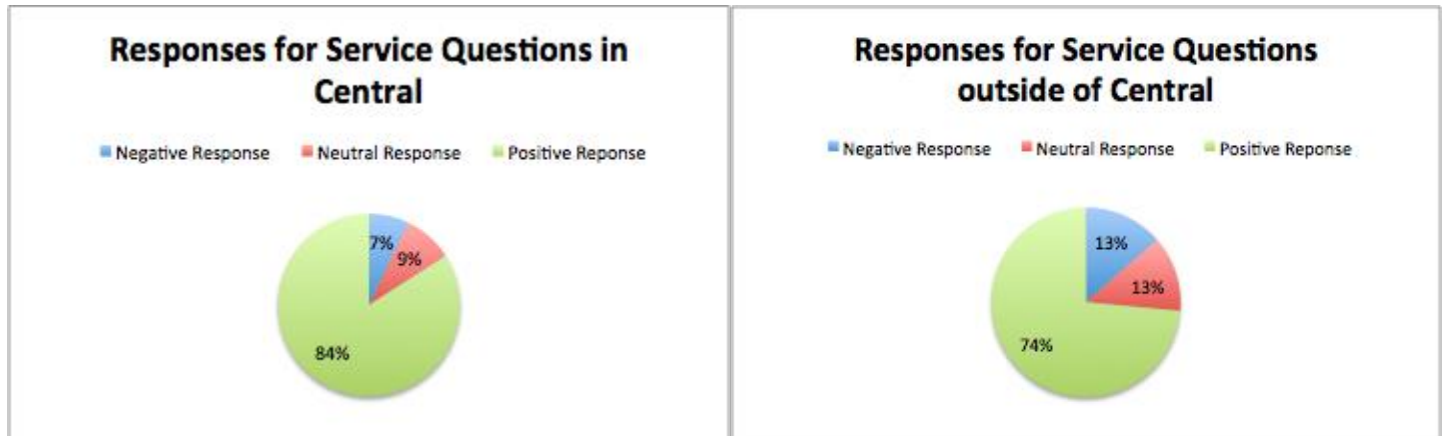 Responses for Service Questions in
Central
Negative Response Neutral Response Positive Reponse
7%
9%
84%
Responses for Service Questions
outside of Central
Negative Response Neutral Response Positive Reponse
13%
13%
74%